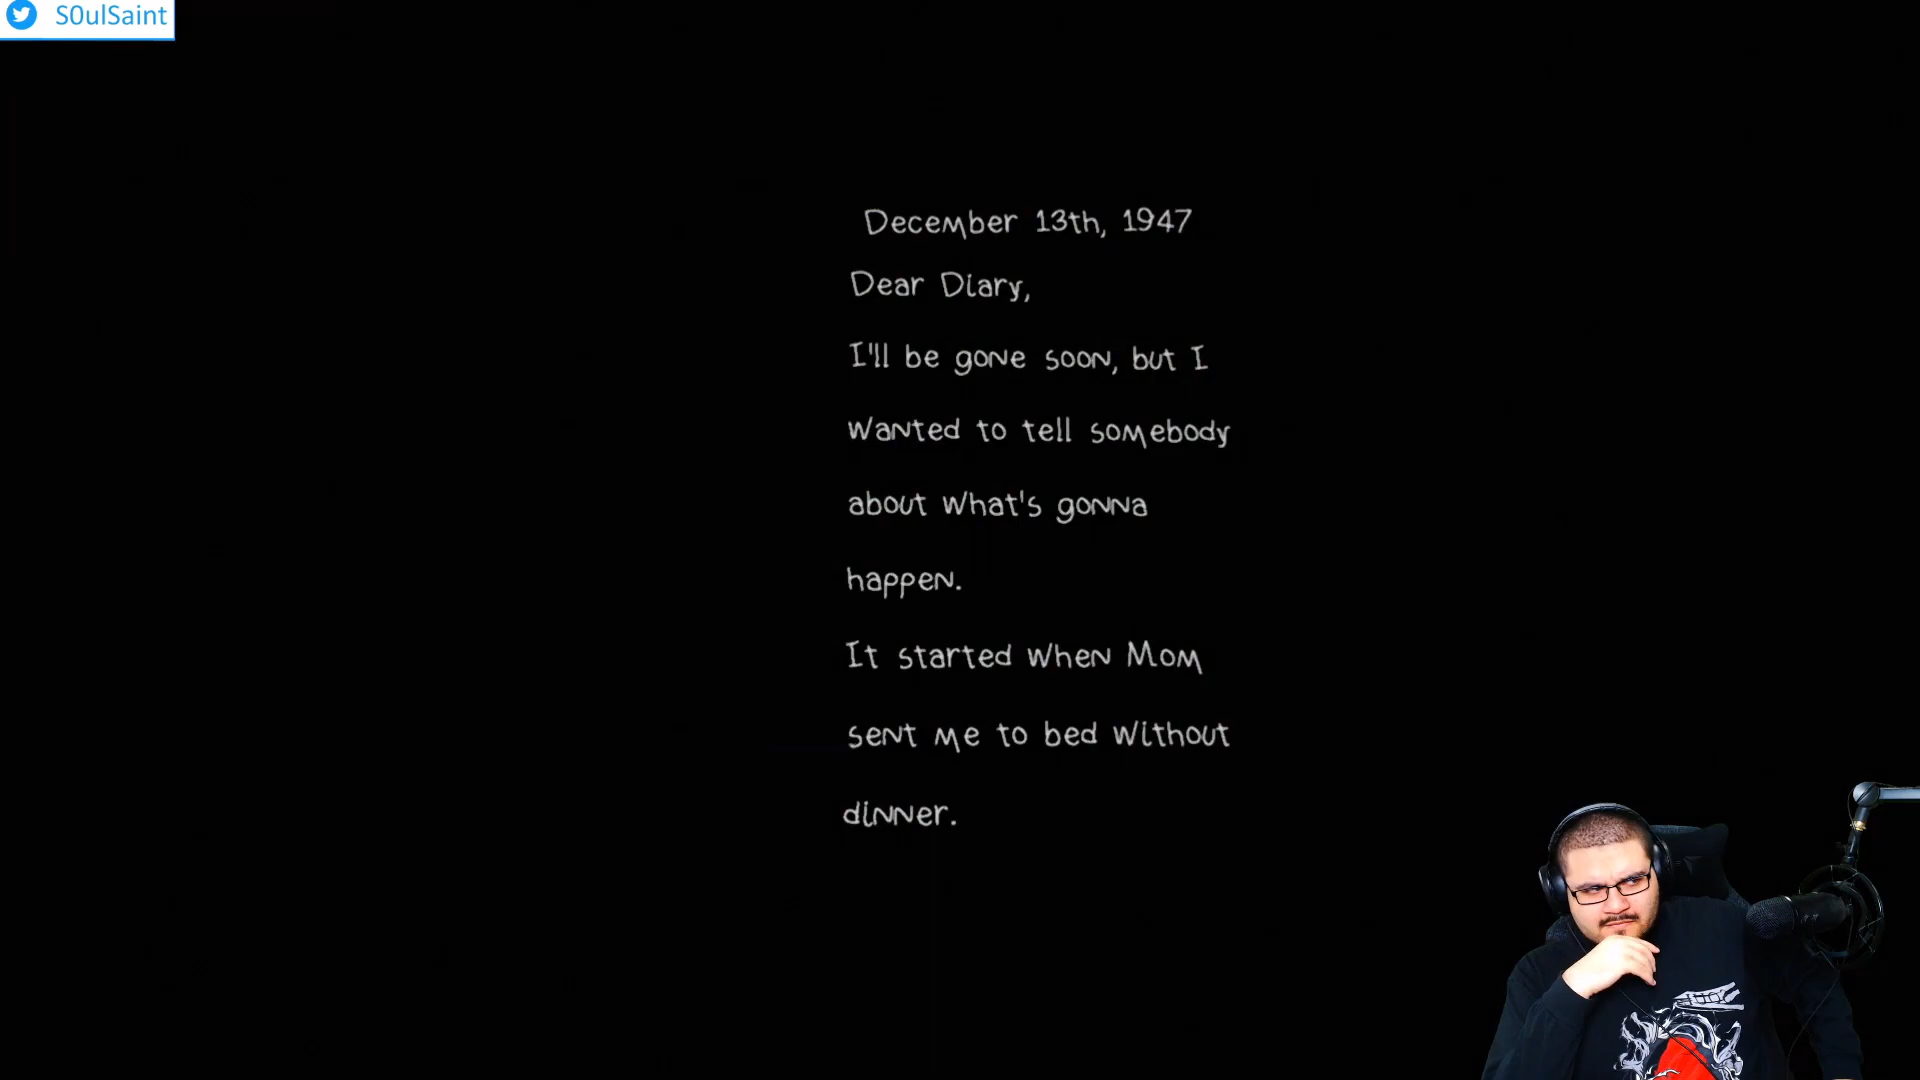 S0ulSaint
December 13th, 1947
Dear Diary,
I'll be gone soon, but I
wanted to tell somebody
about what's gonna
happen.
It started when Mom
sent me to bed without
dinner.